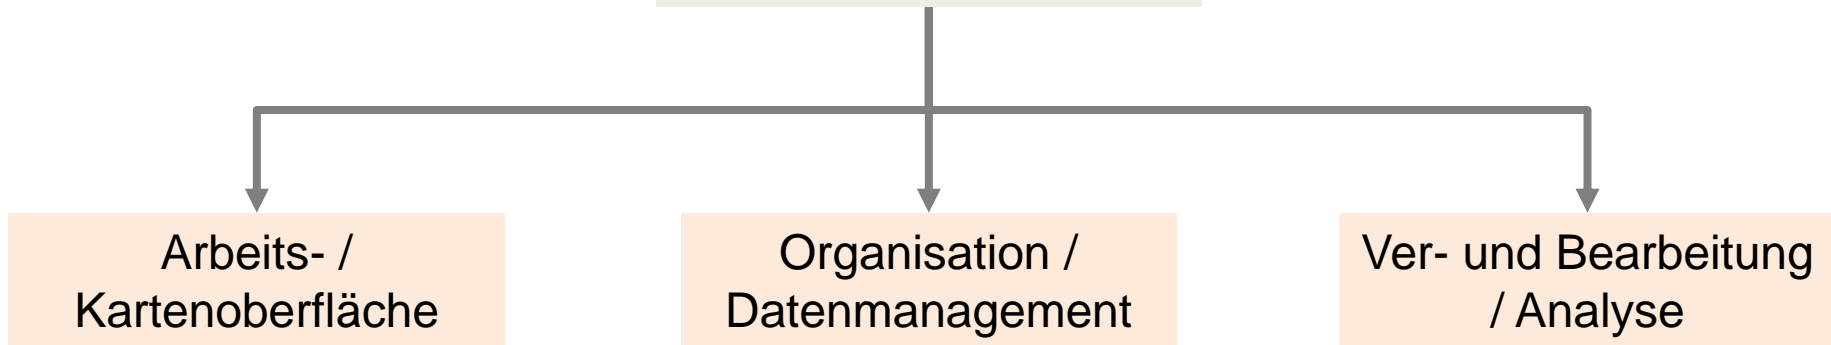 Arbeits- /
Kartenoberfläche
Organisation /
Datenmanagement
Ver- und Bearbeitung
/ Analyse